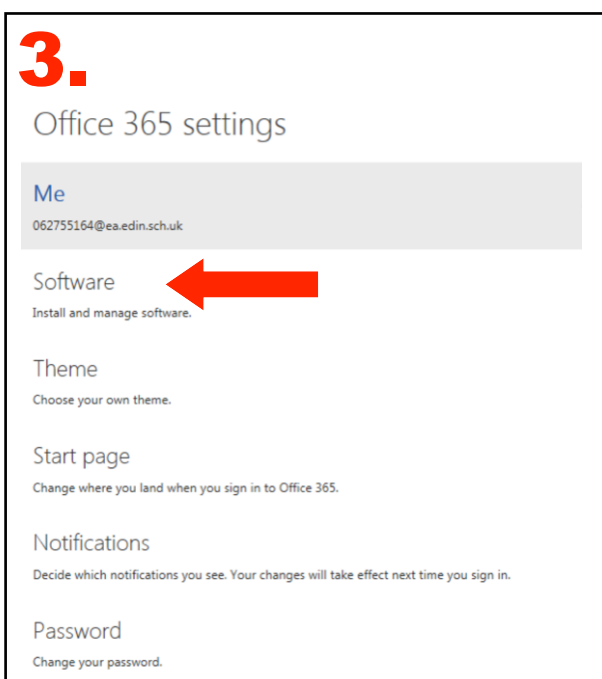 3.
Office 365 settings
Me
062755164@ea.edin.sch.uk
Software
Install and manage software.
Theme
Choose your own theme.
Start page
Change where you land when you sign in to Office 365.
Notifications
Decide which notifications you see. Your changes will take effect next time you sign in.
Password
Change your password.